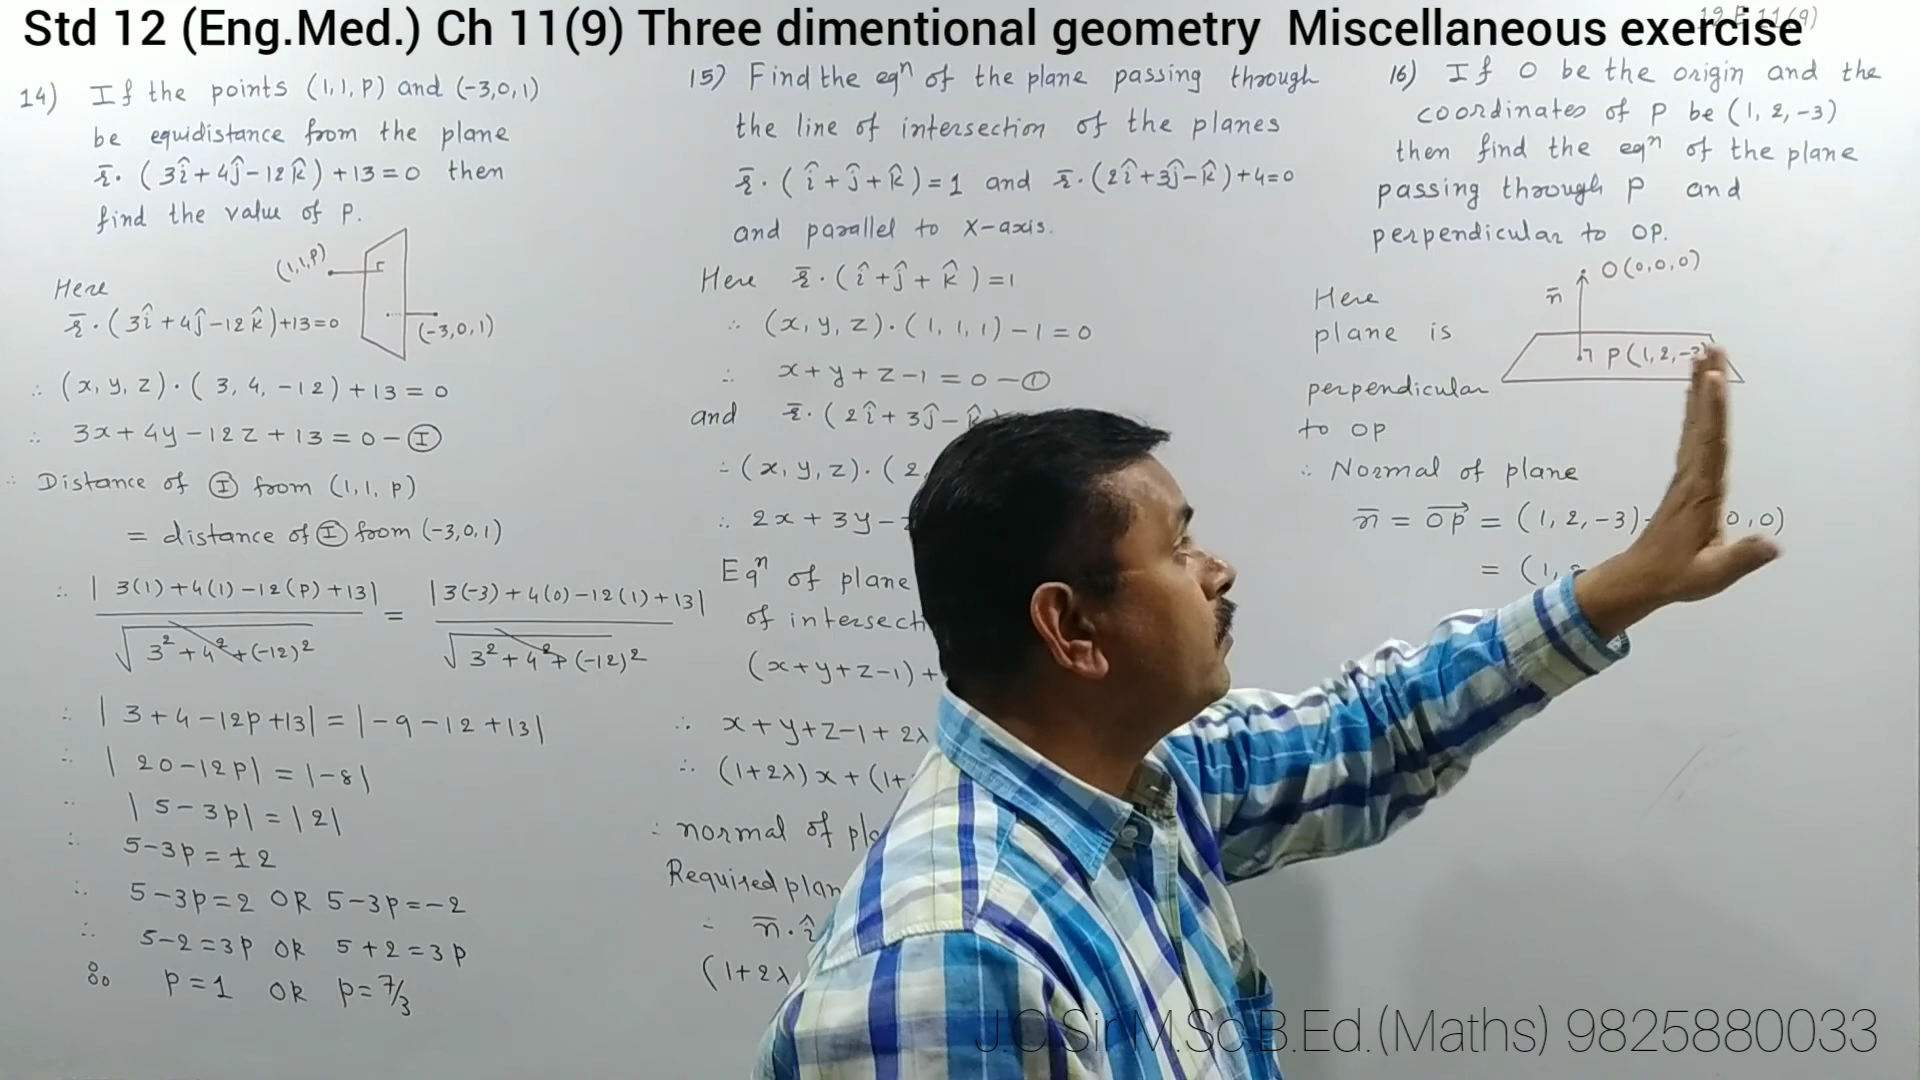 Std 12 (Eng.Med.) Ch 11(9) Three dimentional geometry Miscellaneous exercise
14) If the points (1,1,P) and (-3,0,1)
be equidistance from the plane
r̄·(3î+4ĵ-12k̂)+13=0 then
find the value of P.
(1,1,P)
(-3,0,1)
Here
r̄·(3î+4ĵ-12k̂)+13=0
∴ (x,y,z)·(3,4,-12)+13=0
∴ 3x+4y-12z+13=0-Ⓘ
∴ Distance of Ⓘ from (1,1,P)
= distance of Ⓘ from (-3,0,1)
∴ |3(1)+4(1)-12(P)+13| / √3²+4²+(-12)² = |3(-3)+4(0)-12(1)+13| / √3²+4²+(-12)²
∴ |3+4-12P+13|=|-9-12+13|
∴ |20-12P|=|-8|
∴ |5-3P|=|2|
∴ 5-3P=±2
∴ 5-3P=2 OR 5-3P=-2
∴ 5-2=3P OR 5+2=3P
∴ P=1 OR P=7/3
15) Find the eqⁿ of the plane passing through
the line of intersection of the planes
r̄·(î+ĵ+k̂)=1 and r̄·(2î+3ĵ-k̂)+4=0
and parallel to X-axis.
Here r̄·(î+ĵ+k̂)=1
∴ (x,y,z)·(1,1,1)-1=0
∴ x+y+z-1=0-①
and r̄·(2î+3ĵ-k̂)
∴ (x,y,z)·(2,
∴ 2x+3y-z
Eqⁿ of plane
of intersect
(x+y+z-1)+
∴ x+y+z-1+2λ
∴ (1+2λ)x+(1+
∴ normal of pla
Required plan
∴ n̄·î
(1+2λ
16) If O be the origin and the
coordinates of P be (1,2,-3)
then find the eqⁿ of the plane
passing through P and
perpendicular to OP.
O(0,0,0)
n̄
P(1,2,-3)
Here
plane is
perpendicular
to OP
∴ Normal of plane
n̄ = OP⃗ = (1,2,-3)- 0,0)
= (1,
J.C.Sir M.Sc.B.Ed.(Maths) 9825880033